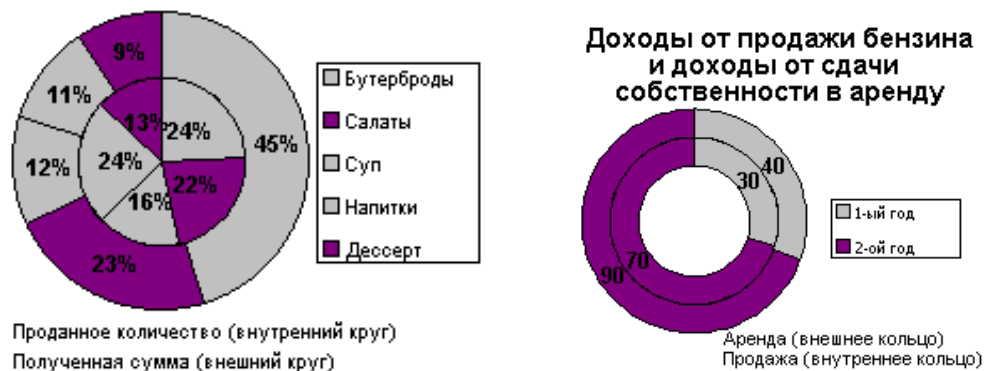 9%
11%
12%
23%
45%
13%
24%
24%
22%
16%
Бутерброды
Салаты
Суп
Напитки
Дессерт
Проданное количество (внутренний круг)
Полученная сумма (внешний круг)
Доходы от продажи бензина
и доходы от сдачи
собственности в аренду
40
30
70
90
1-ый год
2-ой год
Аренда (внешнее кольцо)
Продажа (внутреннее кольцо)